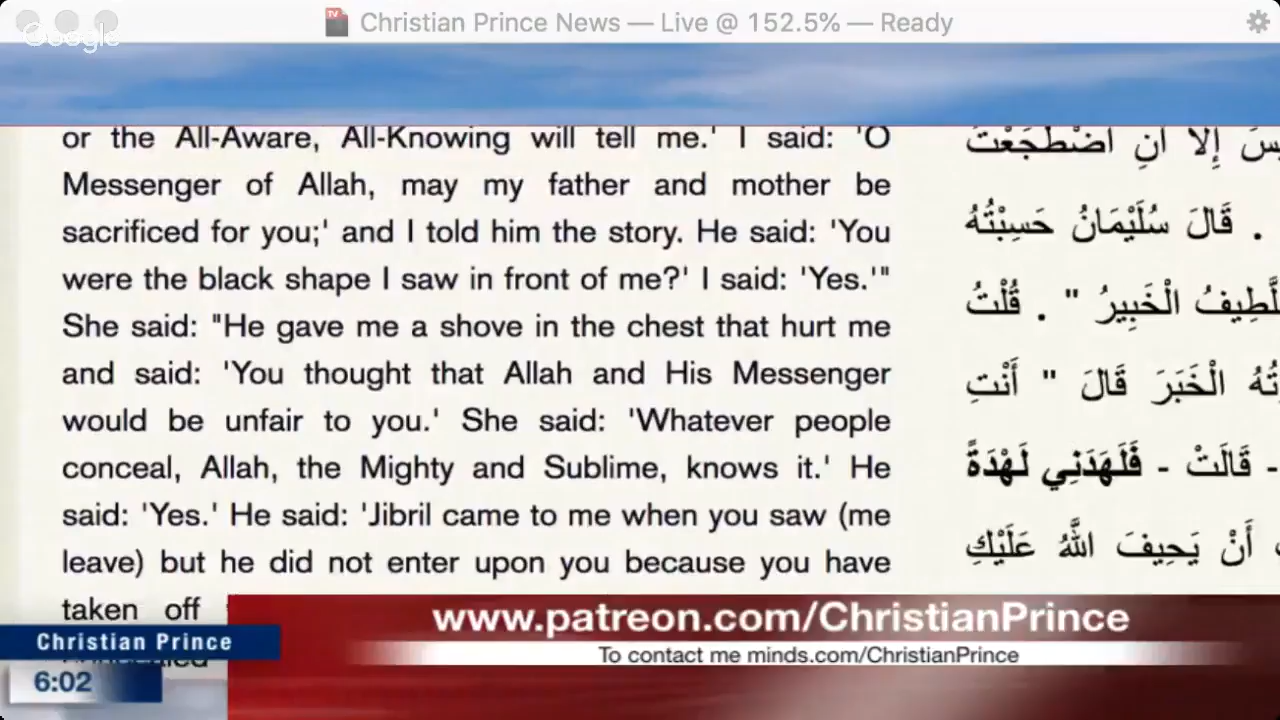 Christian Prince News — Live @ 152.5% — Ready
Google
or the All-Aware, All-Knowing will tell me.' I said: 'O
Messenger of Allah, may my father and mother be
sacrificed for you;' and I told him the story. He said: 'You
were the black shape I saw in front of me?' I said: 'Yes.'"
She said: "He gave me a shove in the chest that hurt me
and said: 'You thought that Allah and His Messenger
would be unfair to you.' She said: 'Whatever people
conceal, Allah, the Mighty and Sublime, knows it.' He
said: 'Yes.' He said: 'Jibril came to me when you saw (me
leave) but he did not enter upon you because you have
taken off
إِلاَّ أَنِ اضْطَجَعْتُ
. قَالَ سُلَيْمَانُ حَسِبْتُهُ
اللَّطِيفُ الْخَبِيرُ " . قُلْتُ
الْخَبَرَ قَالَ " أَنْتِ
- قَالَتْ - فَلَهَدَنِي لَهْدَةً
أَنْ يَحِيفَ اللَّهُ عَلَيْكِ
www.patreon.com/ChristianPrince
To contact me minds.com/ChristianPrince
Christian Prince
6:02